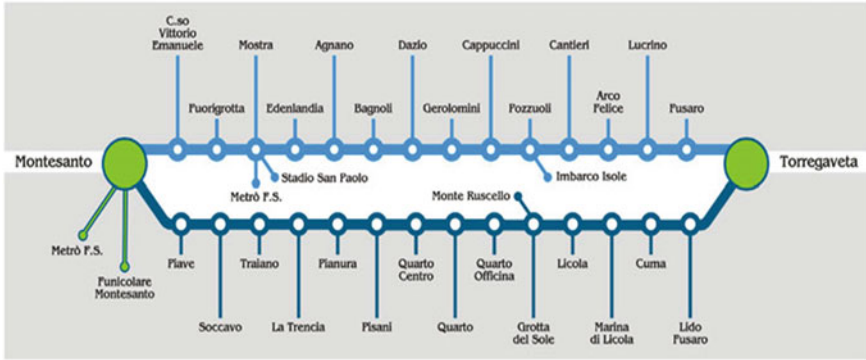 C.so
Vittorio
Emanuele
Mostra
Agnano
Dazio
Cappuccini
Cantieri
Lucrino
Fuorigrotta
Edenlandia
Bagnoli
Gerolomini
Pozzuoli
Arco
Felice
Fusaro
Montesanto
Torregaveta
Stadio San Paolo
Imbarco Isole
Metrò F.S.
Monte Ruscello
Metrò F.S.
Funicolare
Montesanto
Piave
Traiano
Pianura
Quarto
Centro
Quarto
Officina
Licola
Cuma
Soccavo
La Trencia
Pisani
Quarto
Grotta
del Sole
Marina
di Licola
Lido
Fusaro